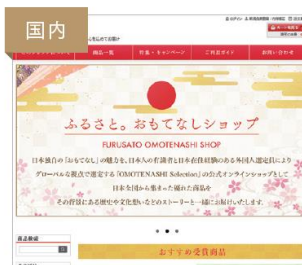 国内
商品一覧
特集・キャンペーン
ご利用ガイド
お問い合わせ
ふるさと。おもてなしショップ
FURUSATO OMOTENASHI SHOP
日本独自の「おもてなし」の魅力を、日本人の有識者と日本在住経験のある外国人選定員により
グローバルな視点で選定する「OMOTENASHI Selection」の公式オンラインショップとして
日本全国から集まった優れた商品を
その背景にある歴史や文化想いなどのストーリーと一緒にお届けいたします。
商品検索
おすすめ受賞商品